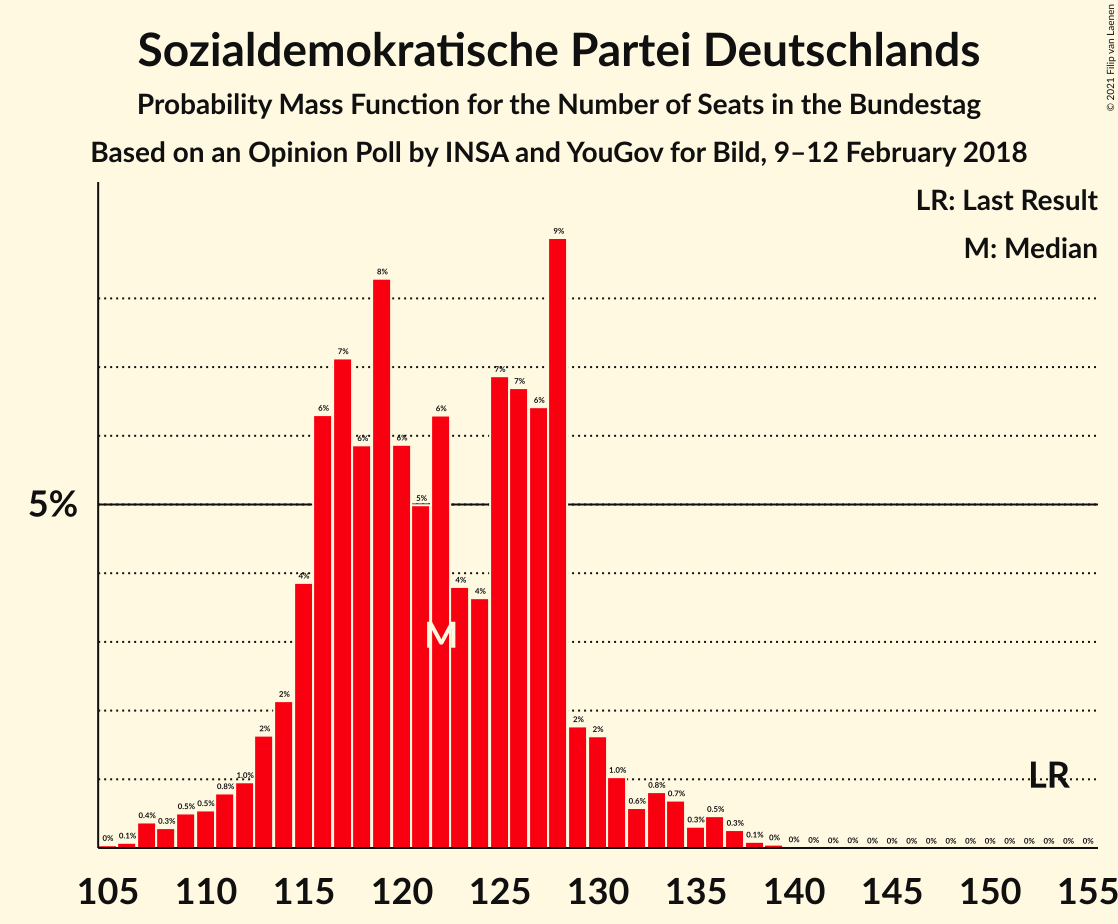 Sozialdemokratische Partei Deutschlands
Probability Mass Function for the Number of Seats in the Bundestag
Based on an Opinion Poll by INSA and YouGov for Bild, 9–12 February 2018
© 2021 Filip van Laenen
LR: Last Result
M: Median
5%
0% 0.1% 0.4% 0.3% 0.5% 0.5% 0.8% 1.0% 2% 2% 4% 6% 7% 6% 8% 6% 5% 6% 4% 4% 7% 7% 6% 9% 2% 2% 1.0% 0.6% 0.8% 0.7% 0.3% 0.5% 0.3% 0.1% 0% 0% 0% 0% 0% 0% 0% 0% 0% 0% 0% 0% 0% 0% 0% 0% 0%
M
LR
105 110 115 120 125 130 135 140 145 150 155